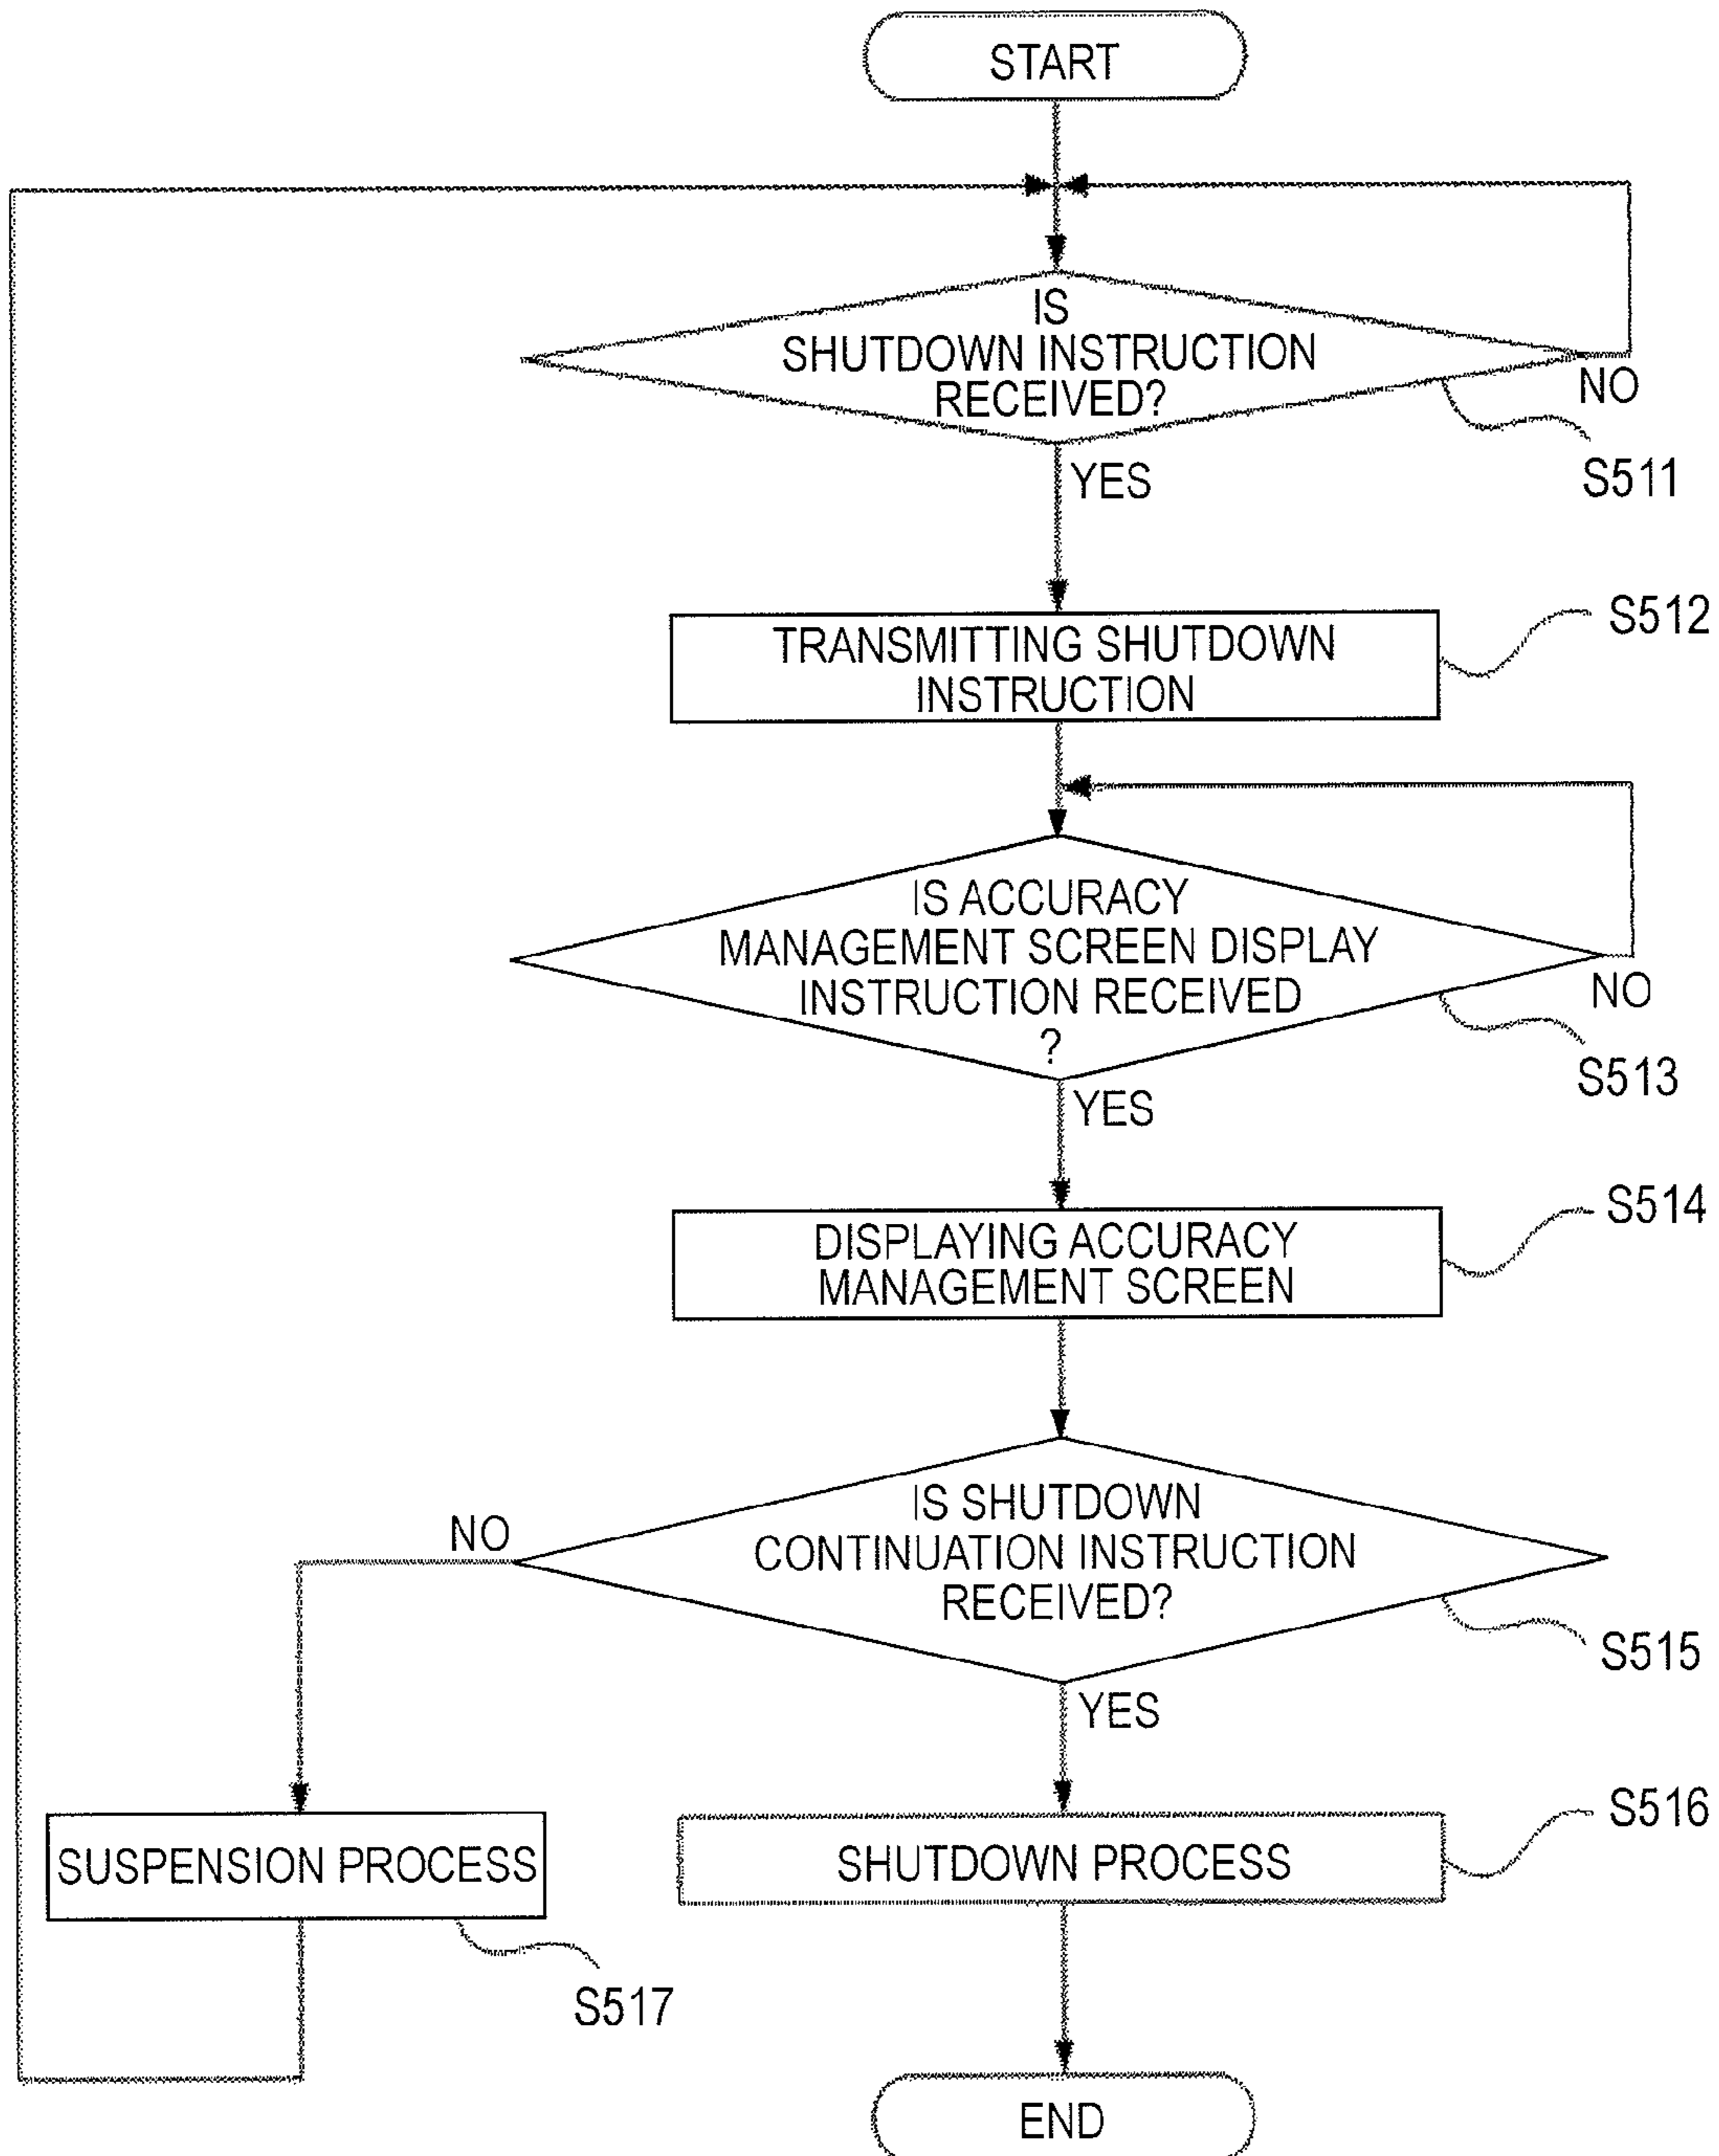 START
IS
SHUTDOWN INSTRUCTION
RECEIVED?
NO
S511
YES
S512
TRANSMITTING SHUTDOWN
INSTRUCTION
IS ACCURACY
MANAGEMENT SCREEN DISPLAY
INSTRUCTION RECEIVED
?
NO
S513
YES
S514
DISPLAYING ACCURACY
MANAGEMENT SCREEN
IS SHUTDOWN
CONTINUATION INSTRUCTION
RECEIVED?
NO
S515
YES
S516
SUSPENSION PROCESS
SHUTDOWN PROCESS
S517
END